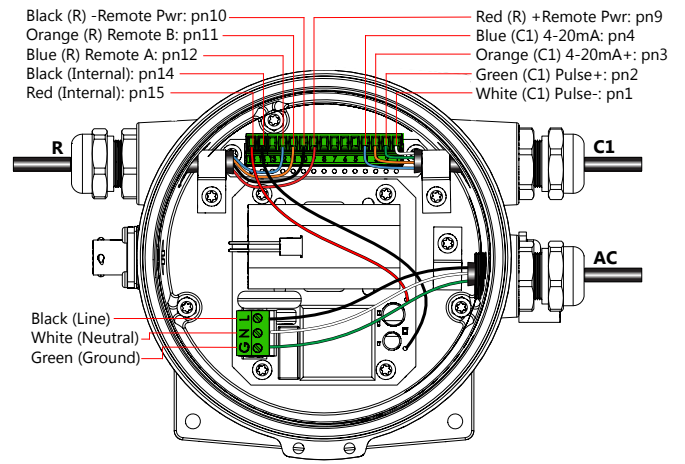 Black (R) -Remote Pwr: pn10
Orange (R) Remote B: pn11
Blue (R) Remote A: pn12
Black (Internal): pn14
Red (Internal): pn15
Red (R) +Remote Pwr: pn9
Blue (C1) 4-20mA: pn4
Orange (C1) 4-20mA+: pn3
Green (C1) Pulse+: pn2
White (C1) Pulse-: pn1
R
C1
AC
Black (Line)
White (Neutral)
Green (Ground)
L
N
G